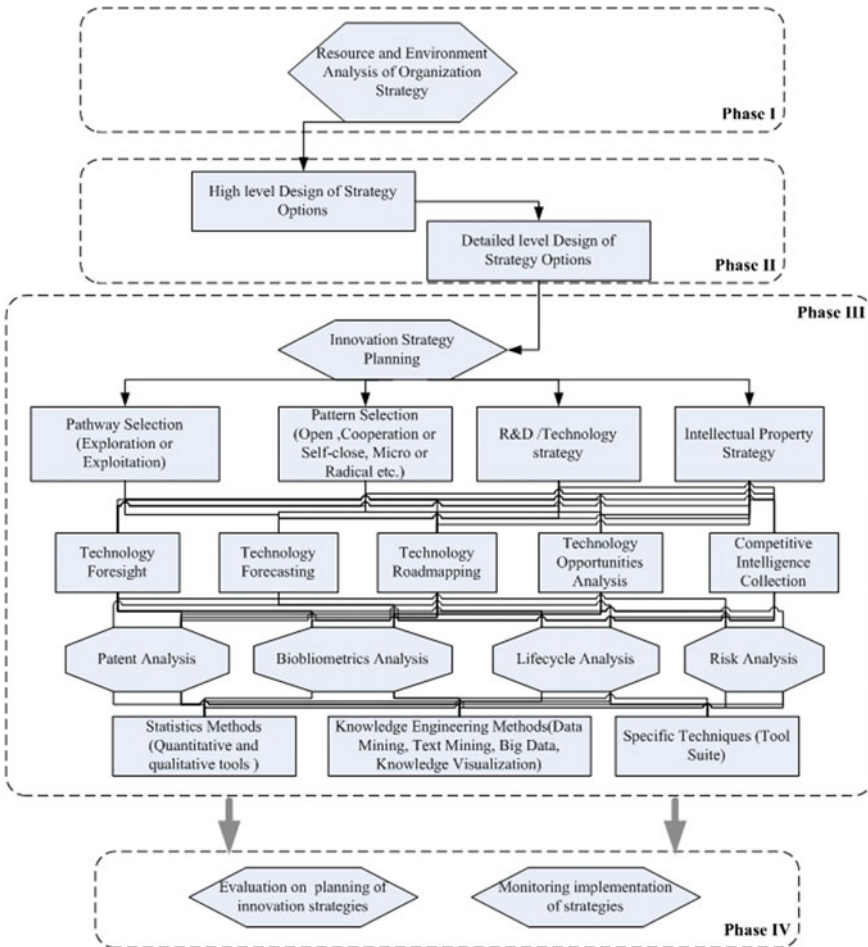 Resource and Environment
Analysis of Organization
Strategy
Phase I
High level Design of Strategy
Options
Detailed level Design of
Strategy Options
Phase II
Phase III
Innovation Strategy
Planning
Pathway Selection
(Exploration or
Exploitation)
Pattern Selection
(Open ,Cooperation or
Self-close, Micro or
Radical etc.)
R&D /Technology
strategy
Intellectual Property
Strategy
Technology
Foresight
Technology
Forecasting
Technology
Roadmapping
Technology
Opportunities
Analysis
Competitive
Intelligence
Collection
Patent Analysis
Biobliometrics Analysis
Lifecycle Analysis
Risk Analysis
Statistics Methods
(Quantitative and
qualitative tools )
Knowledge Engineering Methods(Data
Mining, Text Mining, Big Data,
Knowledge Visualization)
Specific Techniques (Tool
Suite)
Evaluation on  planning of
innovation strategies
Monitoring implementation
of strategies
Phase IV